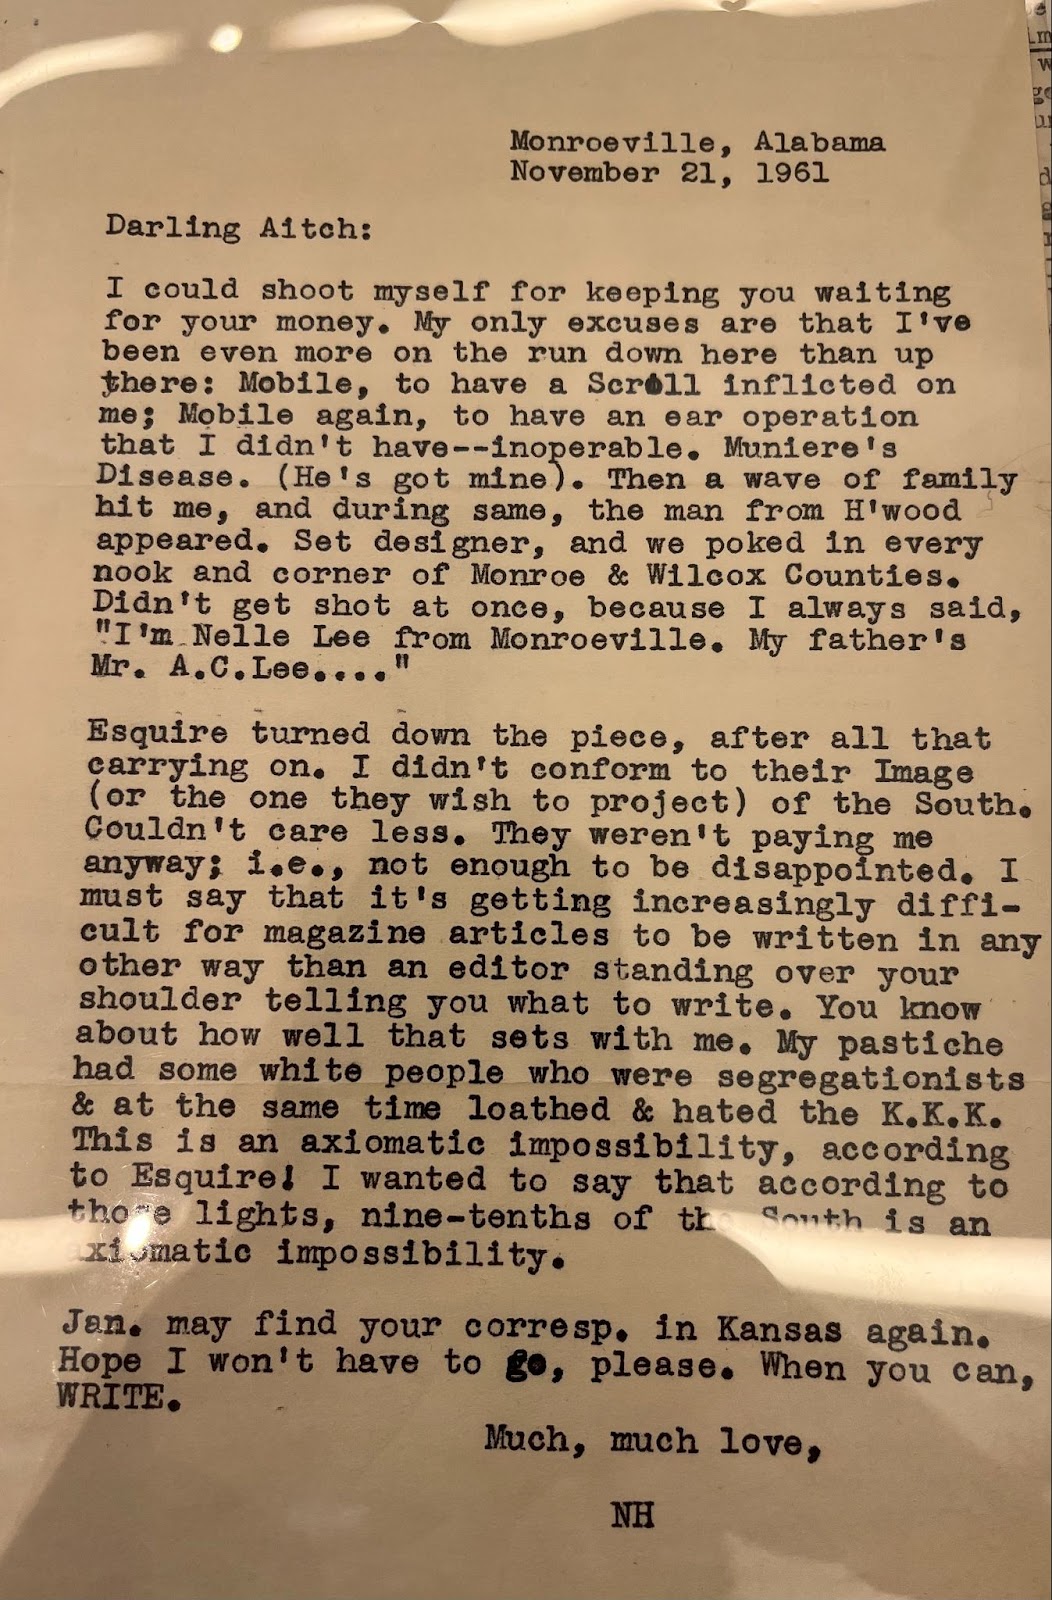 Monroeville, Alabama
November 21, 1961
Darling Aitch:
I could shoot myself for keeping you waiting
for your money. My only excuses are that I've
been even more on the run down here than up
there: Mobile, to have a Scroll inflicted on
me; Mobile again, to have an ear operation
that I didn't have--inoperable. Muniere's
Disease. (He's got mine). Then a wave of family
hit me, and during same, the man from H'wood
appeared. Set designer, and we poked in every
nook and corner of Monroe & Wilcox Counties.
Didn't get shot at once, because I always said,
"I'm Nelle Lee from Monroeville. My father's
Mr. A.C.Lee...."
Esquire turned down the piece, after all that
carrying on. I didn't conform to their Image
(or the one they wish to project) of the South.
Couldn't care less. They weren't paying me
anyway; i.e., not enough to be disappointed. I
must say that it's getting increasingly diffi-
cult for magazine articles to be written in any
other way than an editor standing over your
shoulder telling you what to write. You know
about how well that sets with me. My pastiche
had some white people who were segregationists
& at the same time loathed & hated the K.K.K.
This is an axiomatic impossibility, according
to Esquire! I wanted to say that according to
those lights, nine-tenths of the South is an
axiomatic impossibility.
Jan. may find your corresp. in Kansas again.
Hope I won't have to go, please. When you can,
WRITE.
Much, much love,
NH